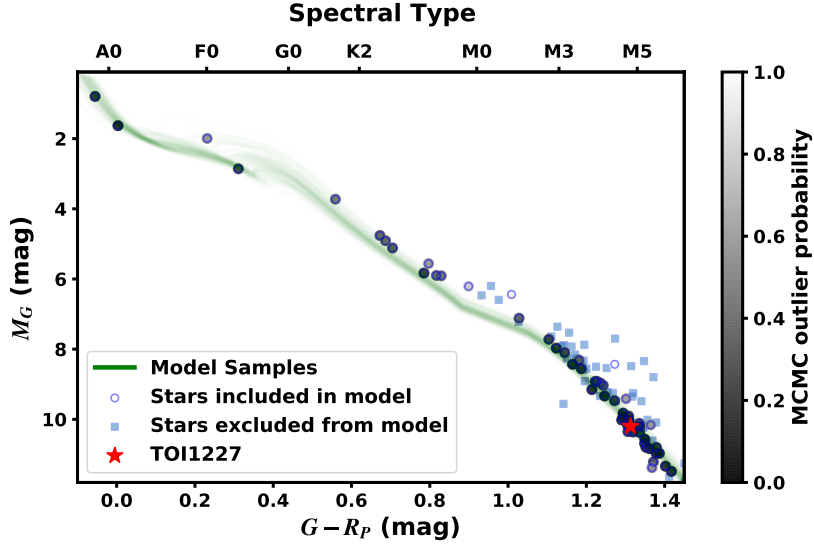 Spectral Type
A0 F0 G0 K2 M0 M3 M5
2
4
6
8
10
M_G (mag)
Model Samples
Stars included in model
Stars excluded from model
TOI1227
0.0 0.2 0.4 0.6 0.8 1.0 1.2 1.4
G − R_P (mag)
1.0
0.8
0.6
0.4
0.2
0.0
MCMC outlier probability